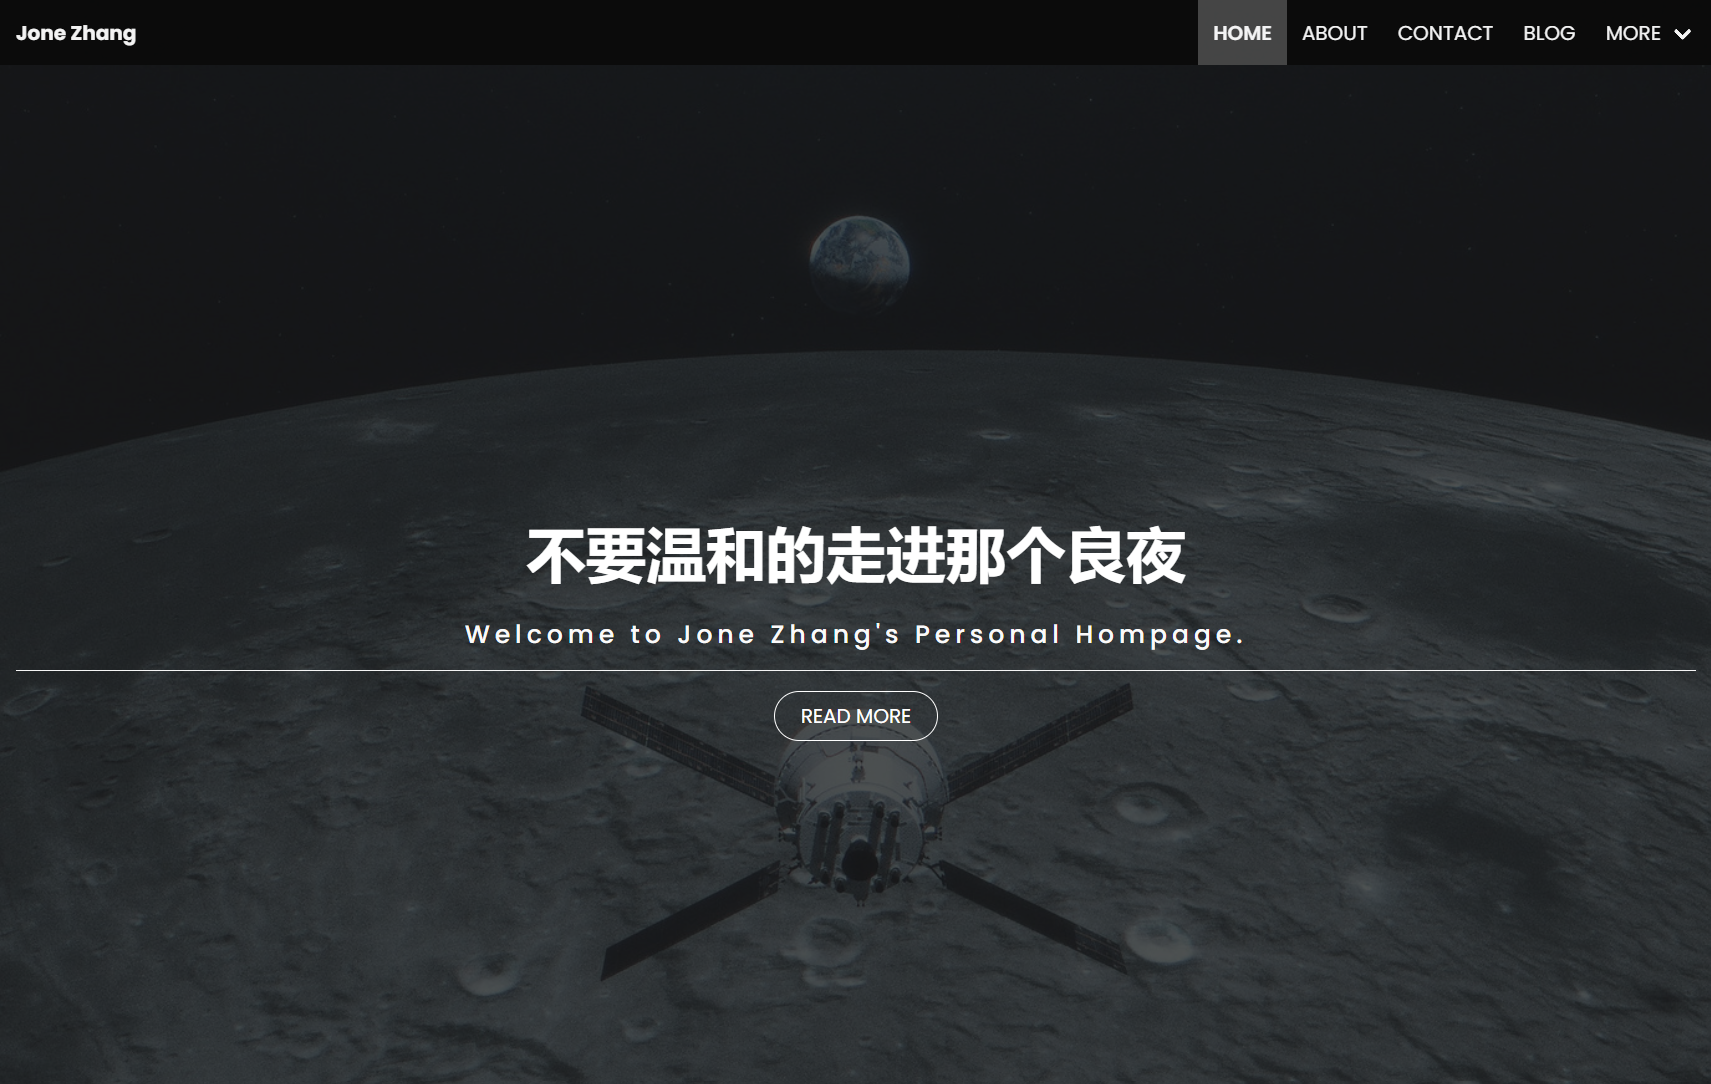 Jone Zhang
HOME ABOUT CONTACT BLOG MORE
不要温和的走进那个良夜
Welcome to Jone Zhang's Personal Hompage.
READ MORE